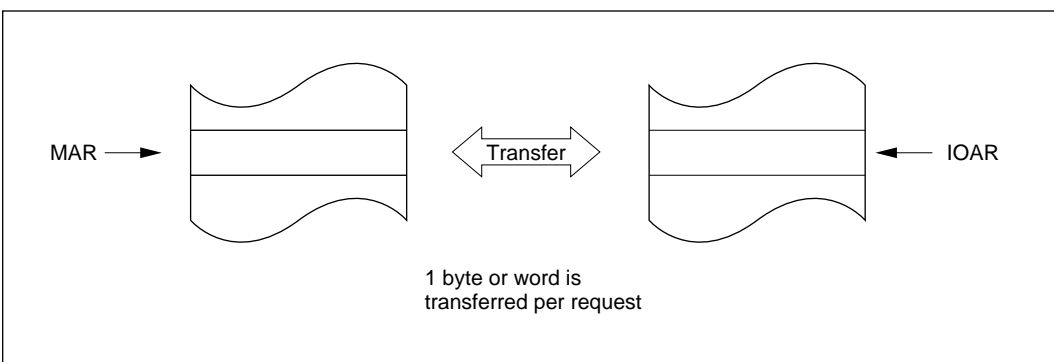 MAR
Transfer
IOAR
1 byte or word is
transferred per request